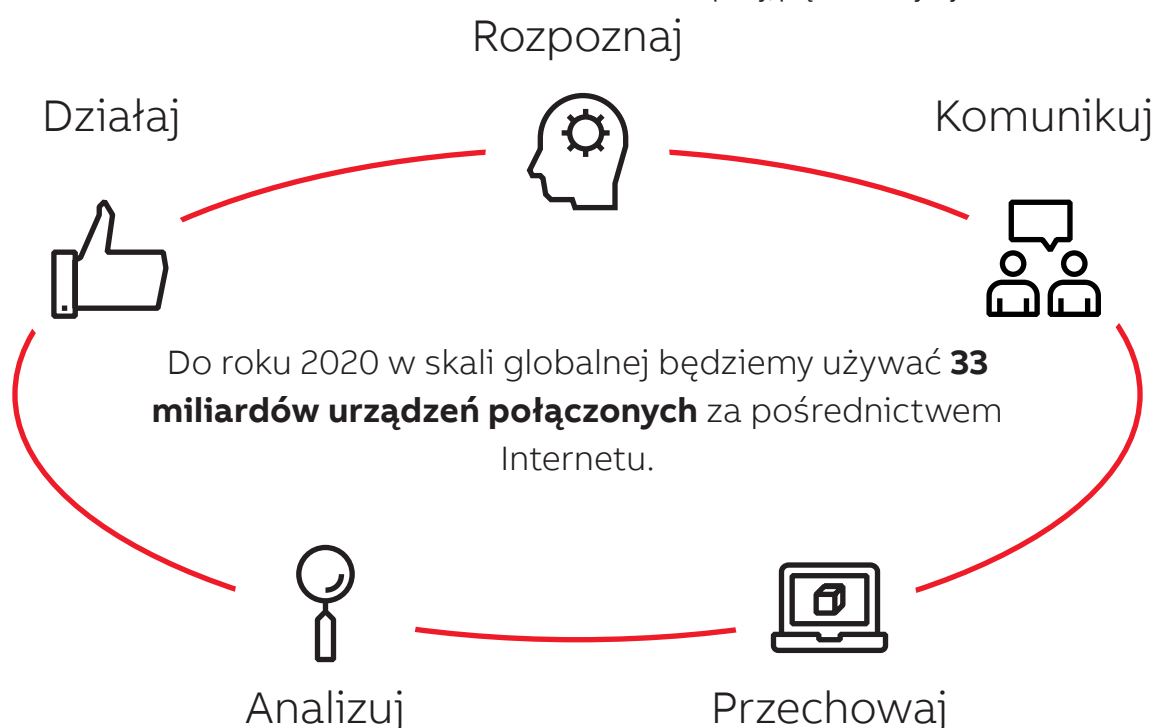 Rozpoznaj
Działaj
Komunikuj
Do roku 2020 w skali globalnej będziemy używać 33
miliardów urządzeń połączonych za pośrednictwem
Internetu.
Analizuj
Przechowaj